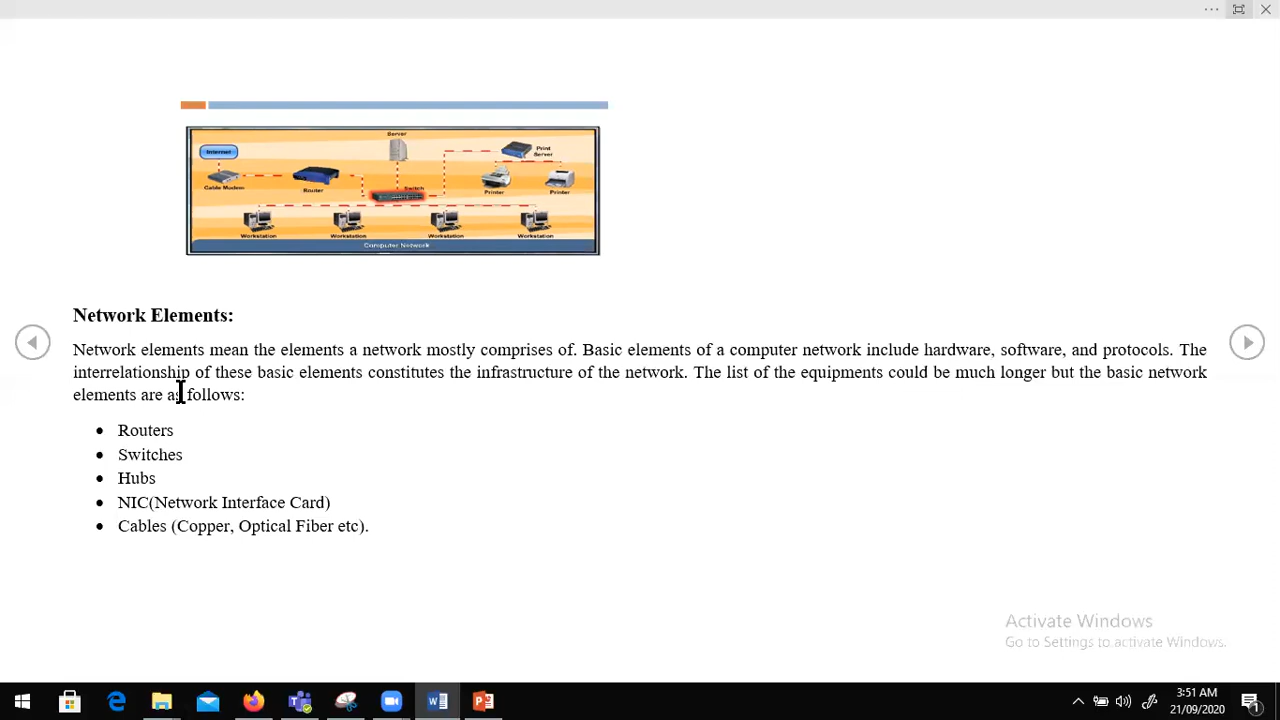 Server
Internet
Print
Server
Cable Modem
Router
Switch
Printer
Printer
Workstation
Workstation
Workstation
Workstation
Computer Network
Network Elements:
Network elements mean the elements a network mostly comprises of. Basic elements of a computer network include hardware, software, and protocols. The
interrelationship of these basic elements constitutes the infrastructure of the network. The list of the equipments could be much longer but the basic network
elements are as follows:
• Routers
• Switches
• Hubs
• NIC(Network Interface Card)
• Cables (Copper, Optical Fiber etc).
Activate Windows
Go to Settings to activate Windows.
3:51 AM
21/09/2020
1